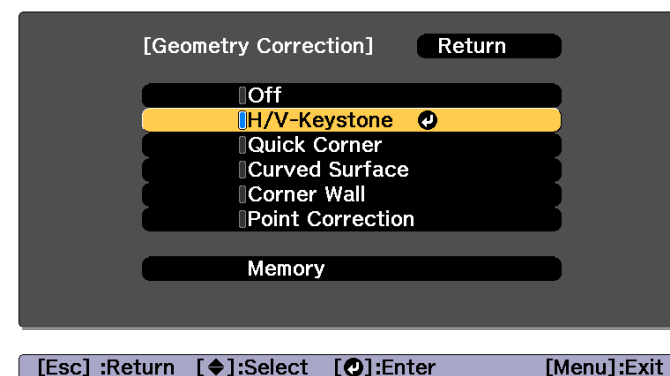 [Geometry Correction] Return
Off
H/V-Keystone
Quick Corner
Curved Surface
Corner Wall
Point Correction
Memory
[Esc] :Return [◆]:Select [↵]:Enter [Menu]:Exit